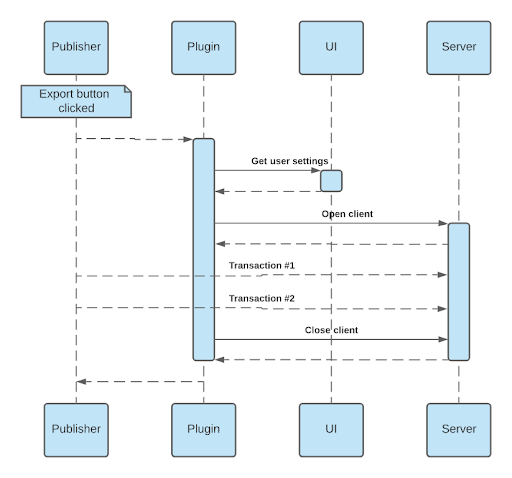 Publisher
Plugin
UI
Server
Export button
clicked
Get user settings
Open client
Transaction #1
Transaction #2
Close client
Publisher
Plugin
UI
Server